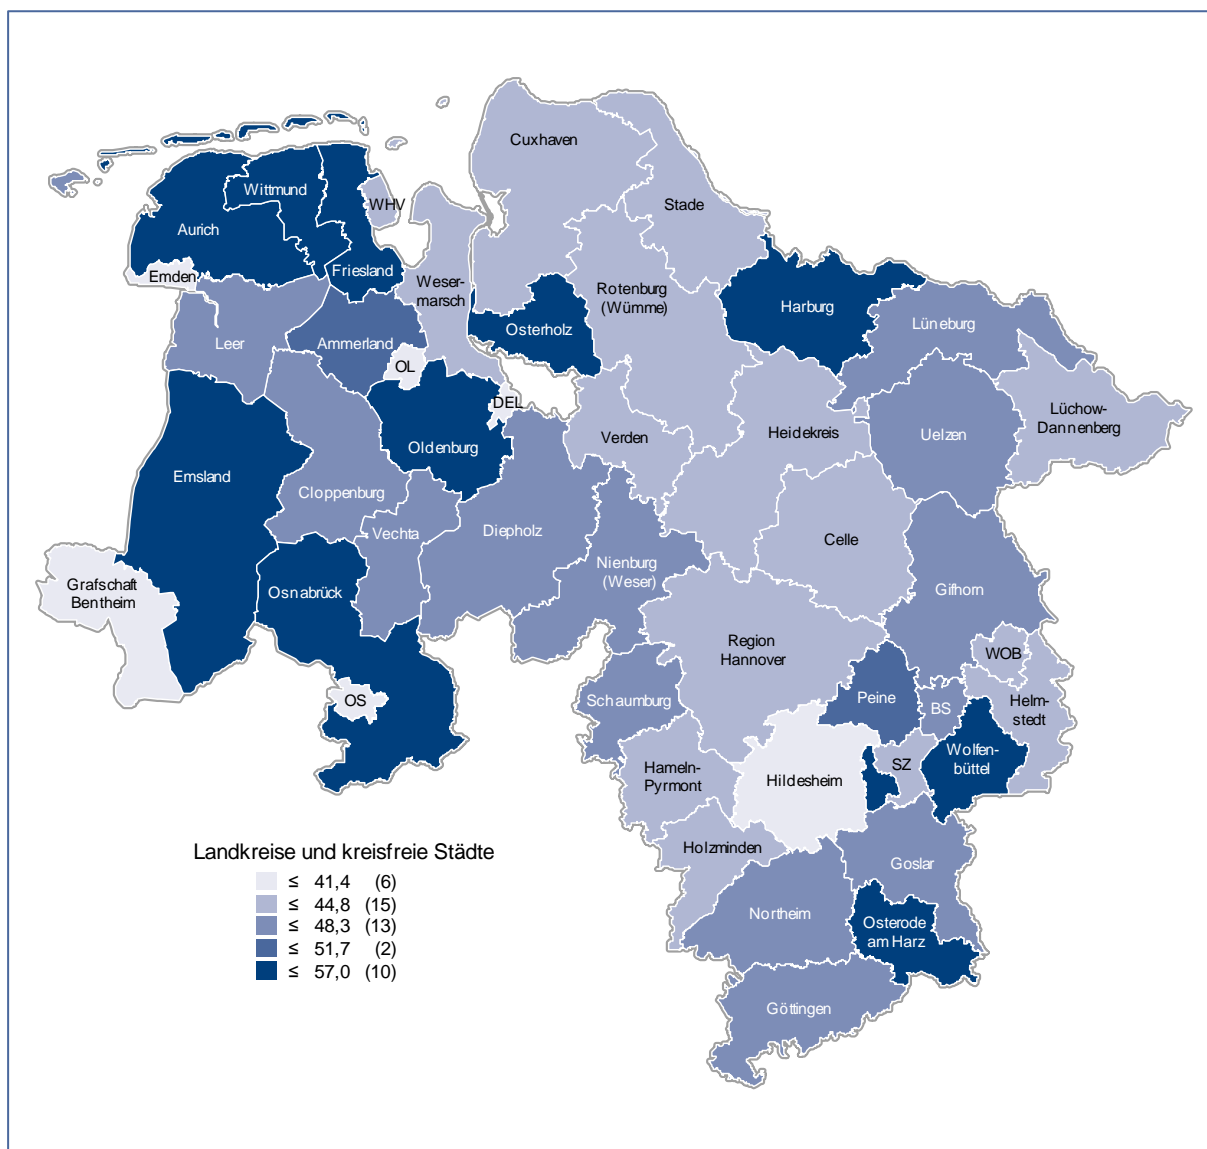 Cuxhaven
Wittmund
WHV
Stade
Aurich
Emden
Friesland
Weser-
marsch
Rotenburg
(Wümme)
Harburg
Lüneburg
Osterholz
Leer
Ammerland
OL
DEL
Lüchow-
Dannenberg
Verden
Heidekreis
Uelzen
Oldenburg
Emsland
Cloppenburg
Vechta
Diepholz
Celle
Nienburg
(Weser)
Gifhorn
Grafschaft
Bentheim
Osnabrück
Region
Hannover
WOB
OS
Schaumburg
Peine
BS
Helm-
stedt
Wolfen-
büttel
SZ
Hameln-
Pyrmont
Hildesheim
Holzminden
Goslar
Northeim
Osterode
am Harz
Göttingen
Landkreise und kreisfreie Städte
≤ 41,4 (6)
≤ 44,8 (15)
≤ 48,3 (13)
≤ 51,7 (2)
≤ 57,0 (10)